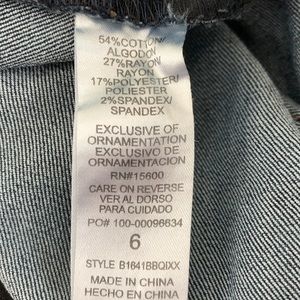 54%COTTON/
ALGODON
27%RAYON/
RAYON
17%POLYESTER/
POLIESTER
2%SPANDEX/
SPANDEX
EXCLUSIVE OF
ORNAMENTATION
EXCLUSIVO DE
ORNAMENTACION
RN#15600
CARE ON REVERSE
VER AL DORSO
PARA CUIDADO
PO# 100-00096634
6
STYLE B1641BBQIXX
MADE IN CHINA
HECHO EN CHINA